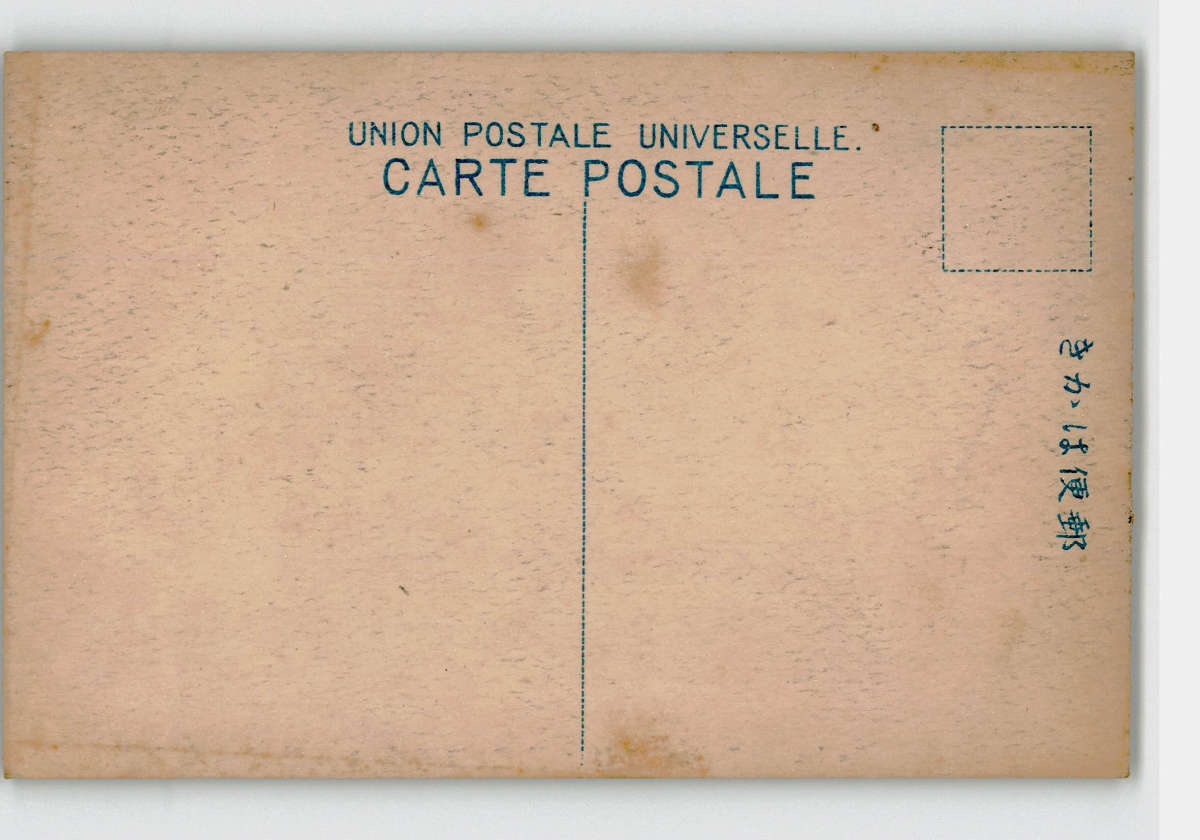 UNION POSTALE UNIVERSELLE.
CARTE POSTALE
郵便はかき